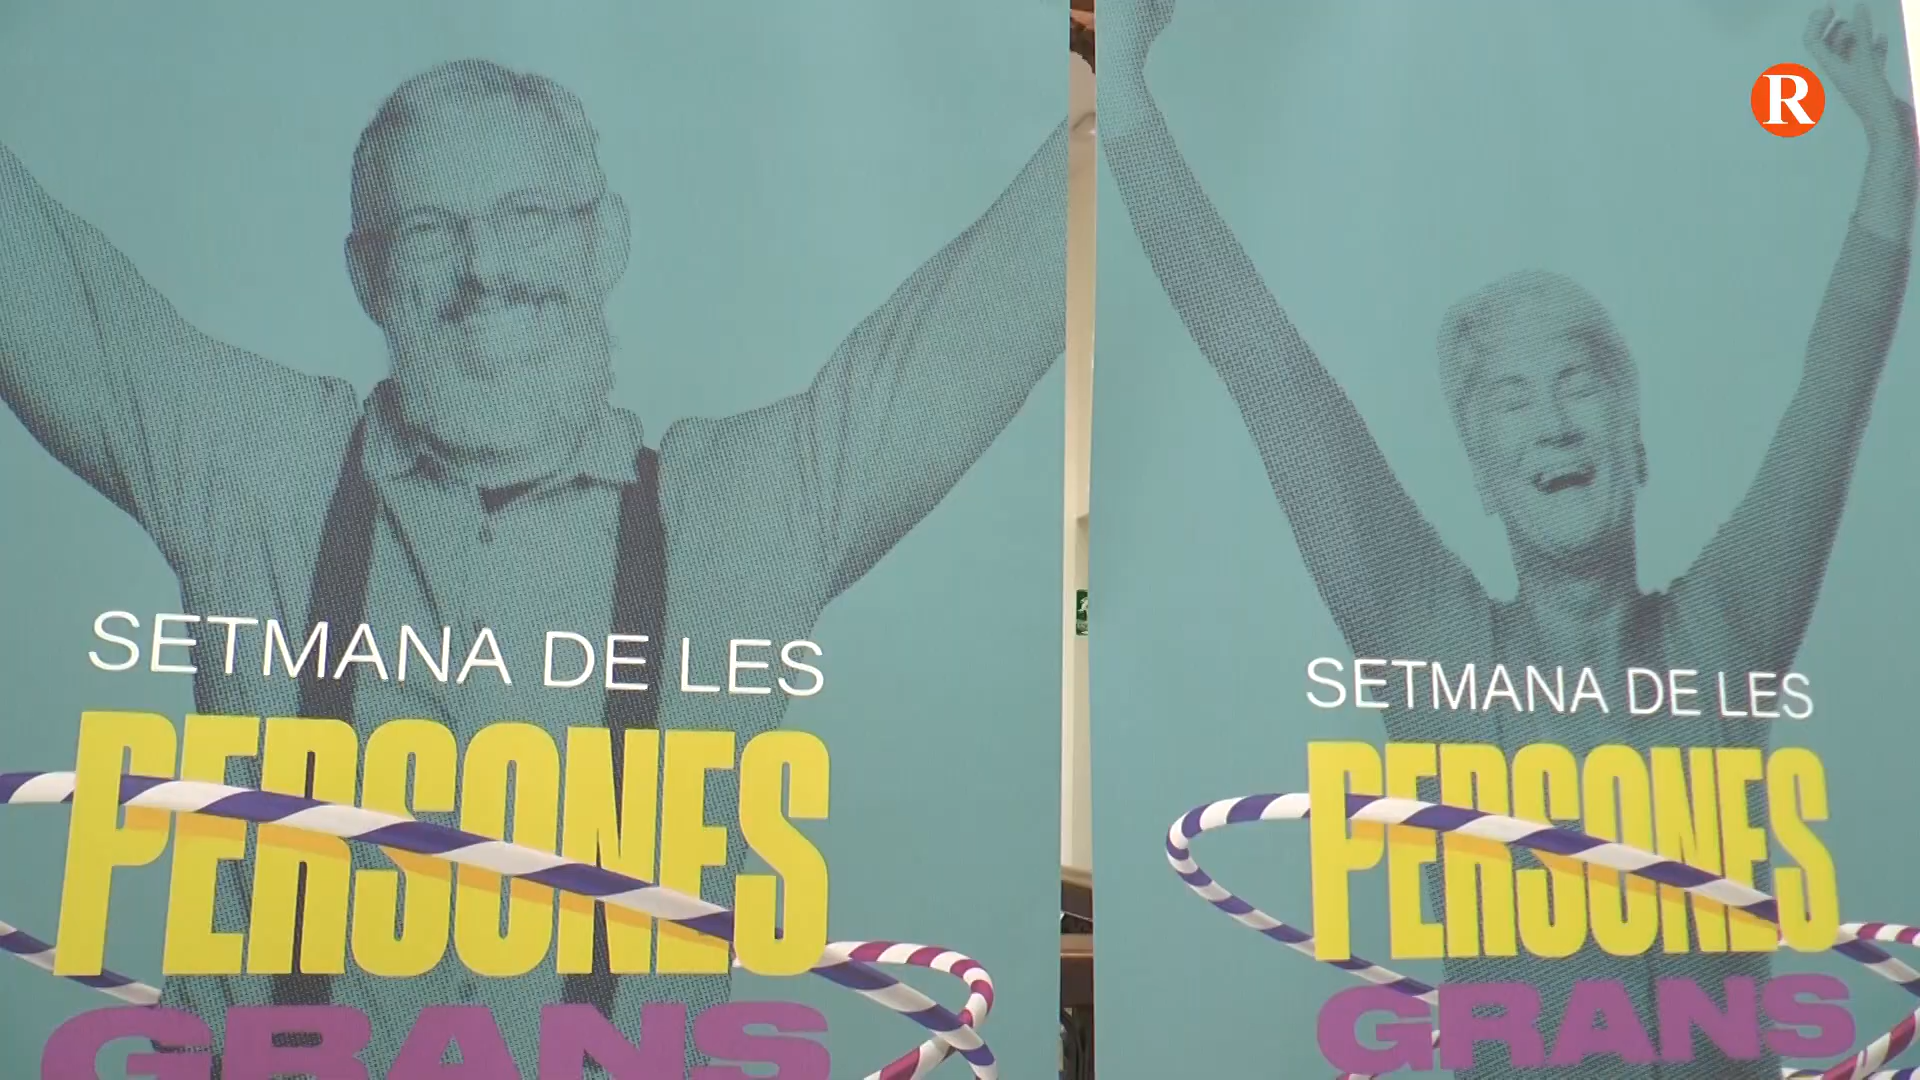 R
SETMANA DE LES
PERSONES
GRANS
SETMANA DE LES
PERSONES
GRANS